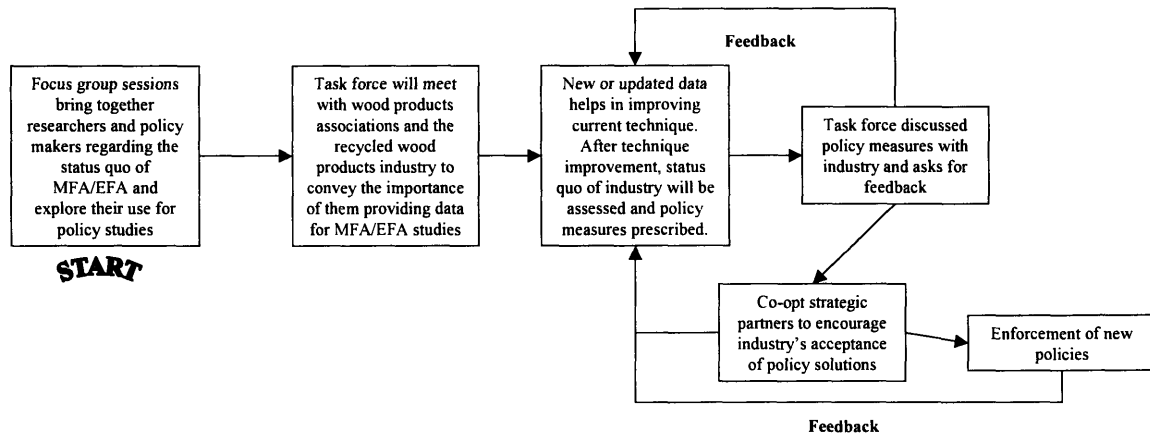 Feedback
Focus group sessions
bring together
researchers and policy
makers regarding the
status quo of
MFA/EFA and
explore their use for
policy studies
START
Task force will meet
with wood products
associations and the
recycled wood
products industry to
convey the importance
of them providing data
for MFA/EFA studies
New or updated data
helps in improving
current technique.
After technique
improvement, status
quo of industry will be
assessed and policy
measures prescribed.
Task force discussed
policy measures with
industry and asks for
feedback
Co-opt strategic
partners to encourage
industry's acceptance
of policy solutions
Enforcement of new
policies
Feedback